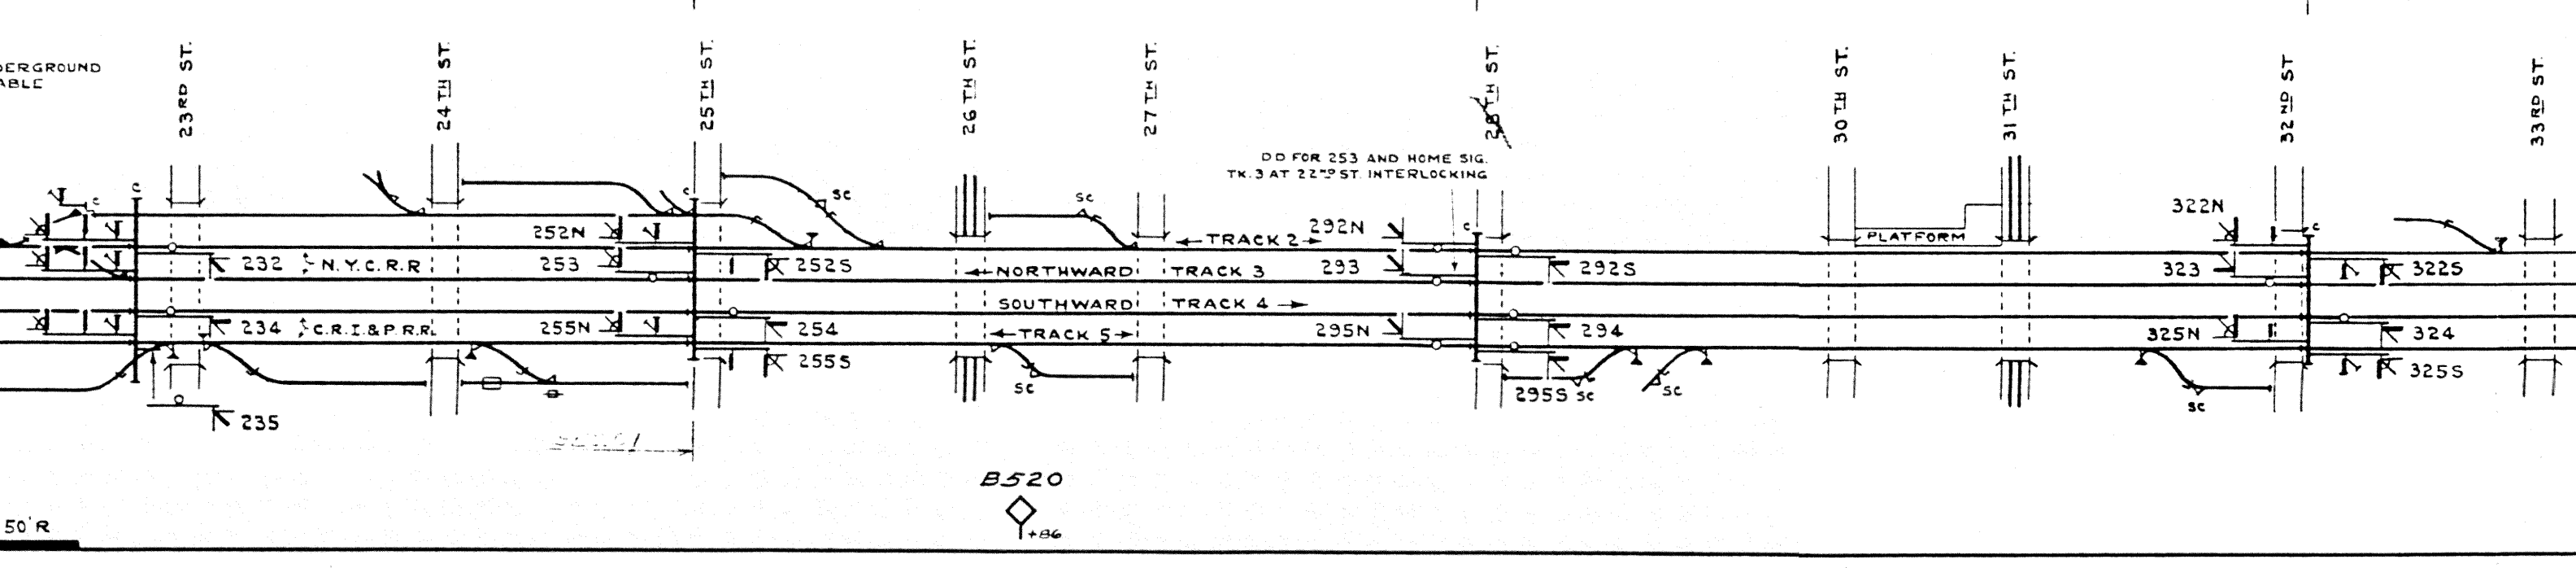 DERGROUND
ABLE
23RD ST.
24TH ST.
25TH ST.
26TH ST.
27TH ST.
28TH ST.
30TH ST.
31TH ST.
32ND ST.
33RD ST.
DD FOR 253 AND HOME SIG.
TK.3 AT 22ND ST. INTERLOCKING
C
C
C
SC
SC
C
C
252N
292N
322N
← TRACK 2 →
PLATFORM
232
N.Y.C.R.R
253
252S
← NORTHWARD TRACK 3
293
292S
323
322S
SOUTHWARD TRACK 4 →
234
C.R.I.&P.R.R.
255N
254
← TRACK 5 →
295N
294
325N
324
255S
325S
SC
295S
SC
SC
SC
235
B520
+86
50'R